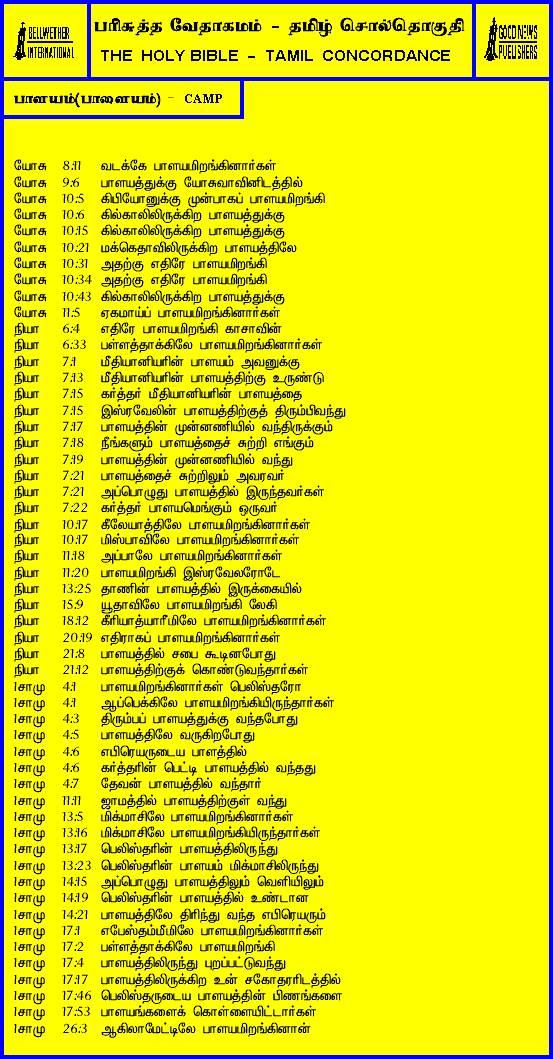 BELLWETHER
INTERNATIONAL
பரிசுத்த வேதாகமம் - தமிழ் சொல்தொகுதி
THE HOLY BIBLE - TAMIL CONCORDANCE
GOOD NEWS
PUBLISHERS
பாளயம்(பாளையம்) - CAMP
யோசு 8:11 வடக்கே பாளயமிறங்கினார்கள்
யோசு 9:6 பாளயத்துக்கு யோசுவாவினிடத்தில்
யோசு 10:5 கிபியோனுக்கு முன்பாகப் பாளயமிறங்கி
யோசு 10:6 கில்காலிலிருக்கிற பாளயத்துக்கு
யோசு 10:15 கில்காலிலிருக்கிற பாளயத்துக்கு
யோசு 10:21 மக்கெதாவிலிருக்கிற பாளயத்திலே
யோசு 10:31 அதற்கு எதிரே பாளயமிறங்கி
யோசு 10:34 அதற்கு எதிரே பாளயமிறங்கி
யோசு 10:43 கில்காலிலிருக்கிற பாளயத்துக்கு
யோசு 11:5 ஏகமாய்ப் பாளயமிறங்கினார்கள்
நியா 6:4 எதிரே பாளயமிறங்கி காசாவின்
நியா 6:33 பள்ளத்தாக்கிலே பாளயமிறங்கினார்கள்
நியா 7:1 மீதியானியரின் பாளயம் அவனுக்கு
நியா 7:13 மீதியானியரின் பாளயத்திற்கு உருண்டு
நியா 7:15 கர்த்தர் மீதியானியரின் பாளயத்தை
நியா 7:15 இஸ்ரவேலின் பாளயத்திற்குத் திரும்பிவந்து
நியா 7:17 பாளயத்தின் முன்னணியில் வந்திருக்கும்
நியா 7:18 நீங்களும் பாளயத்தைச் சுற்றி எங்கும்
நியா 7:19 பாளயத்தின் முன்னணியில் வந்து
நியா 7:21 பாளயத்தைச் சுற்றிலும் அவரவர்
நியா 7:21 அப்பொழுது பாளயத்தில் இருந்தவர்கள்
நியா 7:22 கர்த்தர் பாளயமெங்கும் ஒருவர்
நியா 10:17 கீலேயாத்திலே பாளயமிறங்கினார்கள்
நியா 10:17 மிஸ்பாவிலே பாளயமிறங்கினார்கள்
நியா 11:18 அப்பாலே பாளயமிறங்கினார்கள்
நியா 11:20 பாளயமிறங்கி இஸ்ரவேலரோடே
நியா 13:25 தாணின் பாளயத்தில் இருக்கையில்
நியா 15:9 யூதாவிலே பாளயமிறங்கி லேகி
நியா 18:12 கீரியாத்யாரீமிலே பாளயமிறங்கினார்கள்
நியா 20:19 எதிராகப் பாளயமிறங்கினார்கள்
நியா 21:8 பாளயத்தில் சபை கூடினபோது
நியா 21:12 பாளயத்திற்குக் கொண்டுவந்தார்கள்
1சாமு 4:1 பாளயமிறங்கினார்கள் பெலிஸ்தரோ
1சாமு 4:1 ஆப்பெக்கிலே பாளயமிறங்கியிருந்தார்கள்
1சாமு 4:3 திரும்பப் பாளயத்துக்கு வந்தபோது
1சாமு 4:5 பாளயத்திலே வருகிறபோது
1சாமு 4:6 எபிரெயருடைய பாளத்தில்
1சாமு 4:6 கர்த்தரின் பெட்டி பாளயத்தில் வந்தது
1சாமு 4:7 தேவன் பாளயத்தில் வந்தார்
1சாமு 11:11 ஜாமத்தில் பாளயத்திற்குள் வந்து
1சாமு 13:5 மிக்மாசிலே பாளயமிறங்கினார்கள்
1சாமு 13:16 மிக்மாசிலே பாளயமிறங்கியிருந்தார்கள்
1சாமு 13:17 பெலிஸ்தரின் பாளயத்திலிருந்து
1சாமு 13:23 பெலிஸ்தரின் பாளயம் மிக்மாசிலிருந்து
1சாமு 14:15 அப்பொழுது பாளயத்திலும் வெளியிலும்
1சாமு 14:19 பெலிஸ்தரின் பாளயத்தில் உண்டான
1சாமு 14:21 பாளயத்திலே திரிந்து வந்த எபிரெயரும்
1சாமு 17:1 எபேஸ்தம்மீமிலே பாளயமிறங்கினார்கள்
1சாமு 17:2 பள்ளத்தாக்கிலே பாளயமிறங்கி
1சாமு 17:4 பாளயத்திலிருந்து புறப்பட்டுவந்து
1சாமு 17:17 பாளயத்திலிருக்கிற உன் சகோதரரிடத்தில்
1சாமு 17:46 பெலிஸ்தருடைய பாளயத்தின் பிணங்களை
1சாமு 17:53 பாளயங்களைக் கொள்ளையிட்டார்கள்
1சாமு 26:3 ஆகிலாமேட்டிலே பாளயமிறங்கினான்